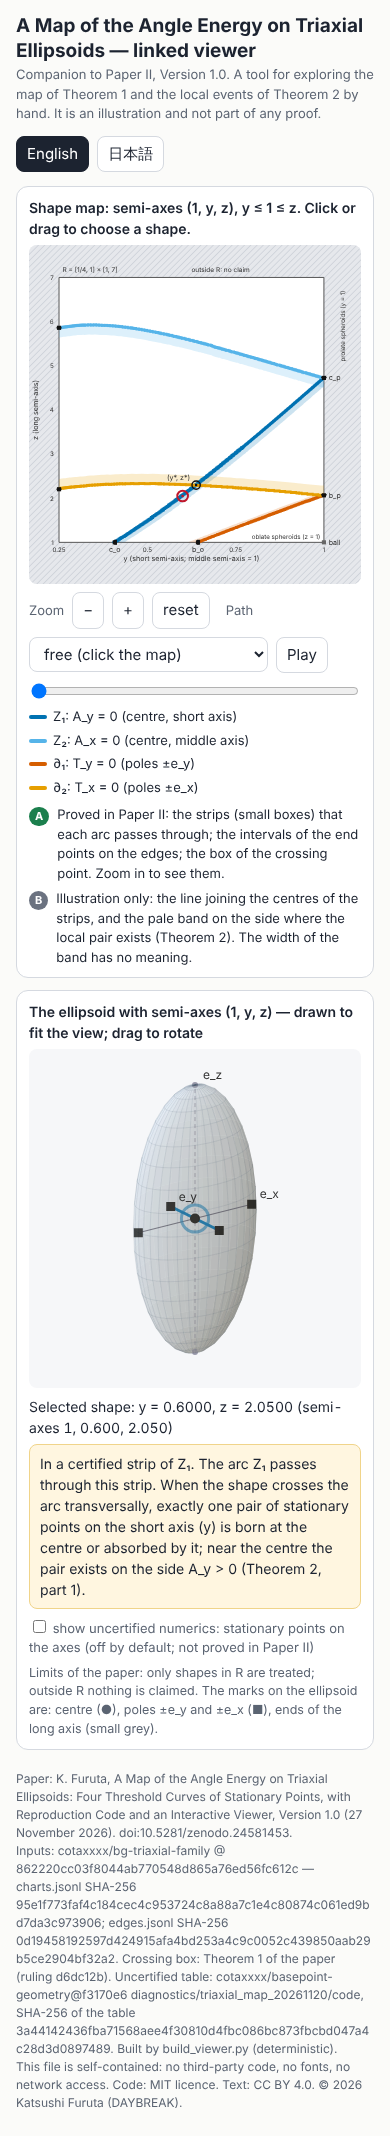 A Map of the Angle Energy on Triaxial
Ellipsoids — linked viewer
Companion to Paper II, Version 1.0. A tool for exploring the
map of Theorem 1 and the local events of Theorem 2 by
hand. It is an illustration and not part of any proof.
English
日本語
Shape map: semi-axes (1, y, z), y ≤ 1 ≤ z. Click or
drag to choose a shape.
R = [1/4, 1] × [1, 7]
outside R: no claim
7
6
5
4
3
2
1
z (long semi-axis)
prolate spheroids (y = 1)
c_p
b_p
ball
(y*, z*)
oblate spheroids (z = 1)
0.25
c_o
0.5
b_o
0.75
1
y (short semi-axis; middle semi-axis = 1)
Zoom
−
+
reset
Path
free (click the map)
Play
Z₁: A_y = 0 (centre, short axis)
Z₂: A_x = 0 (centre, middle axis)
∂₁: T_y = 0 (poles ±e_y)
∂₂: T_x = 0 (poles ±e_x)
A Proved in Paper II: the strips (small boxes) that
each arc passes through; the intervals of the end
points on the edges; the box of the crossing
point. Zoom in to see them.
B Illustration only: the line joining the centres of the
strips, and the pale band on the side where the
local pair exists (Theorem 2). The width of the
band has no meaning.
The ellipsoid with semi-axes (1, y, z) — drawn to
fit the view; drag to rotate
e_z
e_y
e_x
Selected shape: y = 0.6000, z = 2.0500 (semi-
axes 1, 0.600, 2.050)
In a certified strip of Z₁. The arc Z₁ passes
through this strip. When the shape crosses the
arc transversally, exactly one pair of stationary
points on the short axis (y) is born at the
centre or absorbed by it; near the centre the
pair exists on the side A_y > 0 (Theorem 2,
part 1).
show uncertified numerics: stationary points on
the axes (off by default; not proved in Paper II)
Limits of the paper: only shapes in R are treated;
outside R nothing is claimed. The marks on the ellipsoid
are: centre (●), poles ±e_y and ±e_x (■), ends of the
long axis (small grey).
Paper: K. Furuta, A Map of the Angle Energy on Triaxial
Ellipsoids: Four Threshold Curves of Stationary Points, with
Reproduction Code and an Interactive Viewer, Version 1.0 (27
November 2026). doi:10.5281/zenodo.24581453.
Inputs: cotaxxxx/bg-triaxial-family @
862220cc03f8044ab770548d865a76ed56fc612c —
charts.jsonl SHA-256
95e1f773faf4c184cec4c953724c8a88a7c1e4c80874c061ed9b
d7da3c973906; edges.jsonl SHA-256
0d19458192597d424915afa4bd253a4c9c0052c439850aab29
b5ce2904bf32a2. Crossing box: Theorem 1 of the paper
(ruling d6dc12b). Uncertified table: cotaxxxx/basepoint-
geometry@f3170e6 diagnostics/triaxial_map_20261120/code,
SHA-256 of the table
3a44142436fba71568aee4f30810d4fbc086bc873fbcbd047a4
c28d3d0897489. Built by build_viewer.py (deterministic).
This file is self-contained: no third-party code, no fonts, no
network access. Code: MIT licence. Text: CC BY 4.0. © 2026
Katsushi Furuta (DAYBREAK).